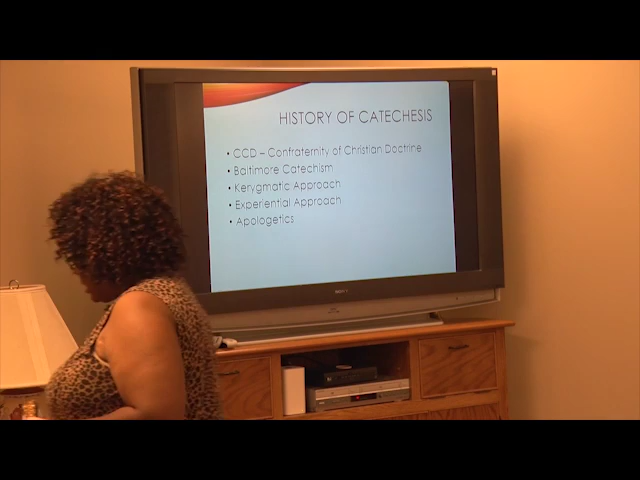 HISTORY OF CATECHESIS
• CCD – Confraternity of Christian Doctrine
• Baltimore Catechism
• Kerygmatic Approach
• Experiential Approach
• Apologetics